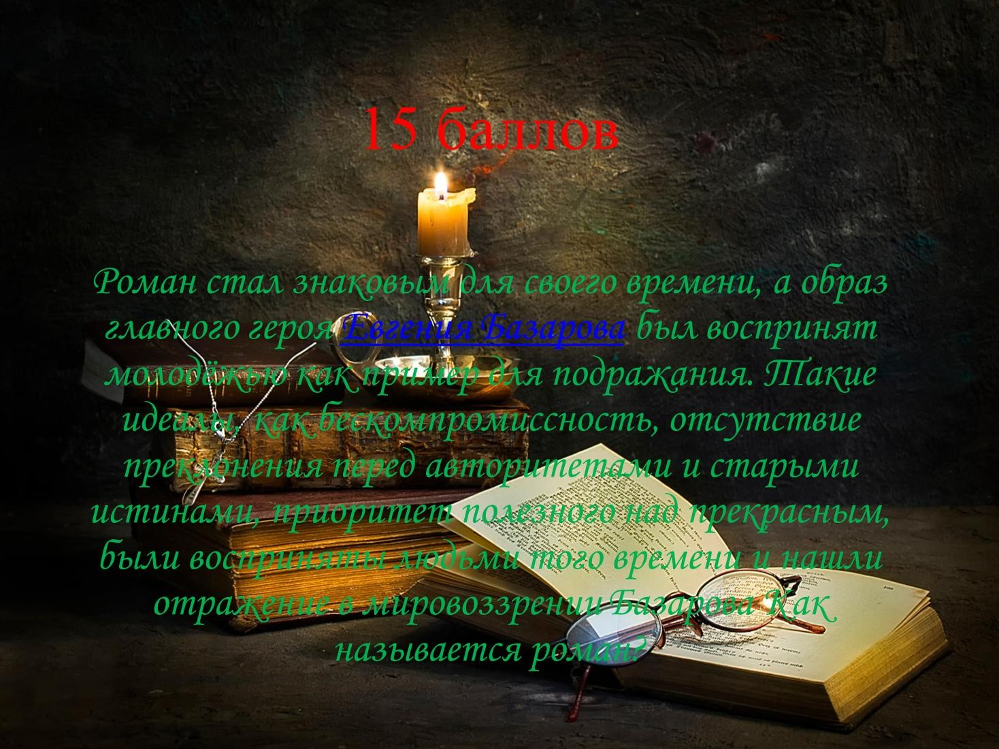 15 баллов
Роман стал знаковым для своего времени, а образ
главного героя Евгения Базарова был воспринят
молодёжью как пример для подражания. Такие
идеалы, как бескомпромиссность, отсутствие
преклонения перед авторитетами и старыми
истинами, приоритет полезного над прекрасным,
были восприняты людьми того времени и нашли
отражение в мировоззрении Базарова Как
называется роман?